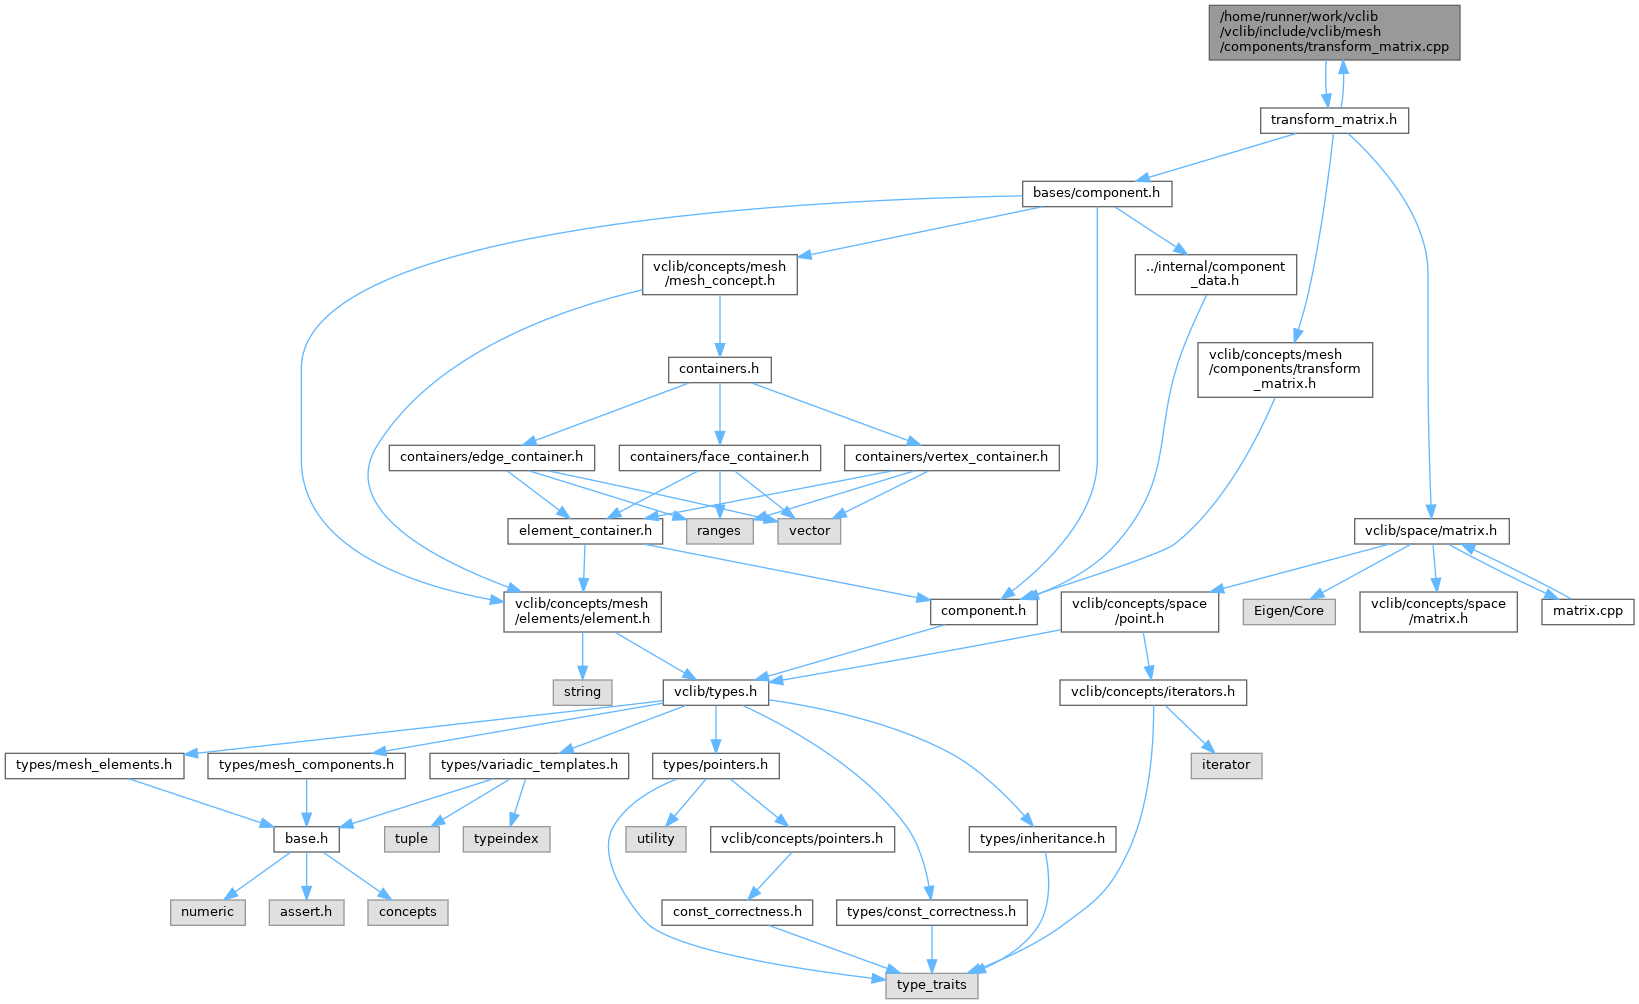 /home/runner/work/vclib
/vclib/include/vclib/mesh
/components/transform_matrix.cpp
transform_matrix.h
bases/component.h
vclib/concepts/mesh
/mesh_concept.h
../internal/component
_data.h
vclib/concepts/mesh
/components/transform
_matrix.h
containers.h
containers/edge_container.h
containers/face_container.h
containers/vertex_container.h
element_container.h
ranges
vector
vclib/space/matrix.h
vclib/concepts/mesh
/elements/element.h
component.h
vclib/concepts/space
/point.h
Eigen/Core
vclib/concepts/space
/matrix.h
matrix.cpp
string
vclib/types.h
vclib/concepts/iterators.h
types/mesh_elements.h
types/mesh_components.h
types/variadic_templates.h
types/pointers.h
iterator
base.h
tuple
typeindex
utility
vclib/concepts/pointers.h
types/inheritance.h
numeric
assert.h
concepts
const_correctness.h
types/const_correctness.h
type_traits